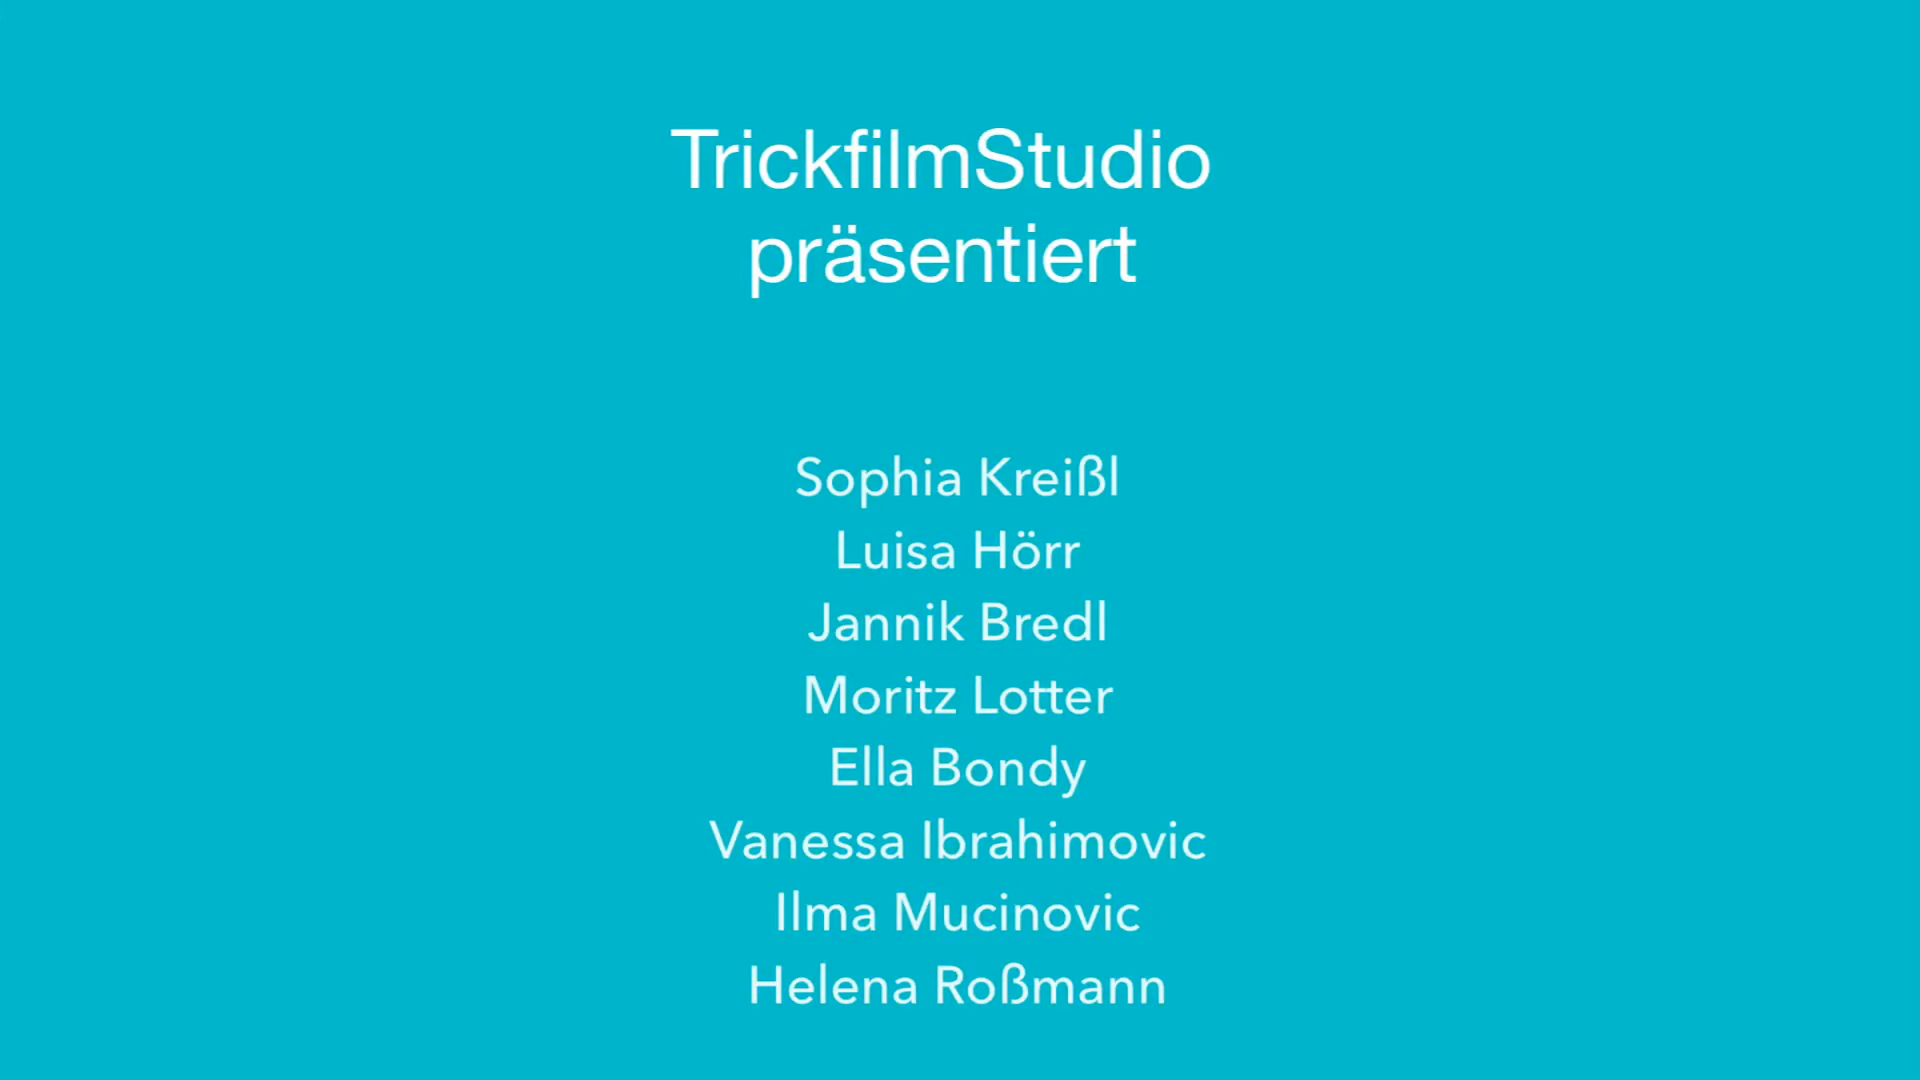 TrickfilmStudio
präsentiert
Sophia Kreißl
Luisa Hörr
Jannik Bredl
Moritz Lotter
Ella Bondy
Vanessa Ibrahimovic
Ilma Mucinovic
Helena Roßmann